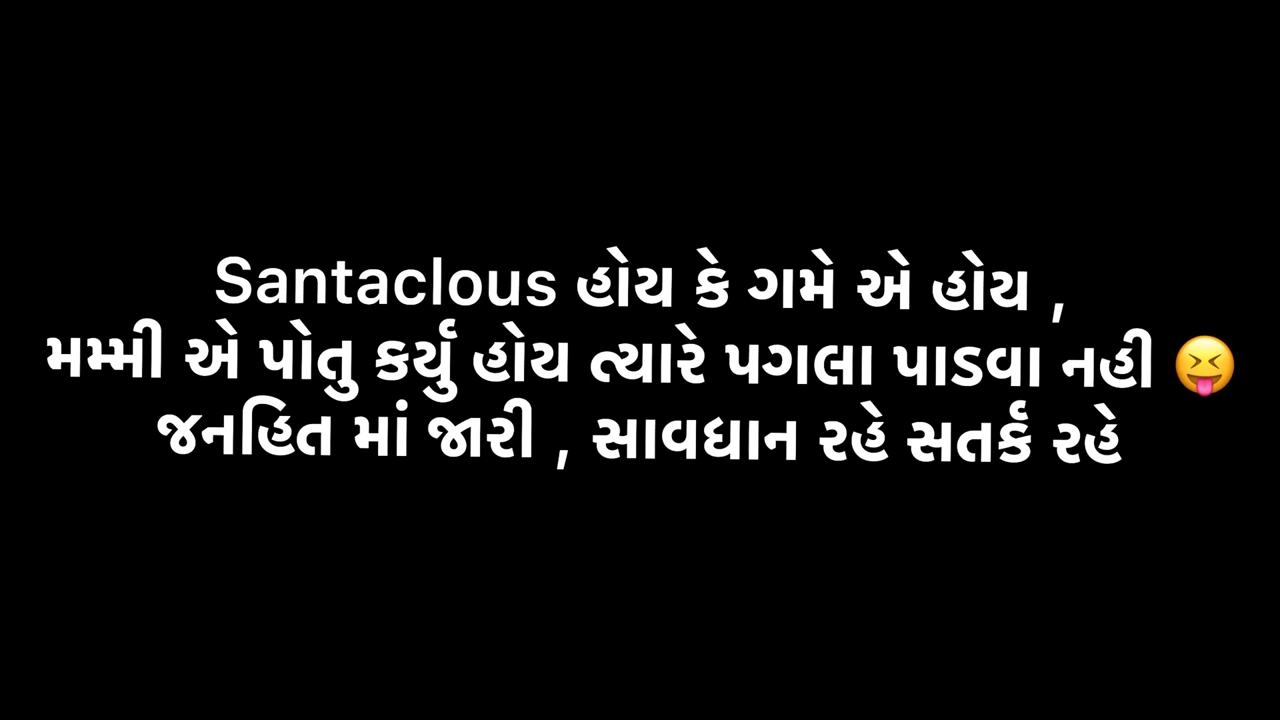 Santaclous હોય કે ગમે એ હોય ,
મમ્મી એ પોતુ કર્યું હોય ત્યારે પગલા પાડવા નહી 😝
જનહિત માં જારી , સાવધાન રહે સતર્ક રહે